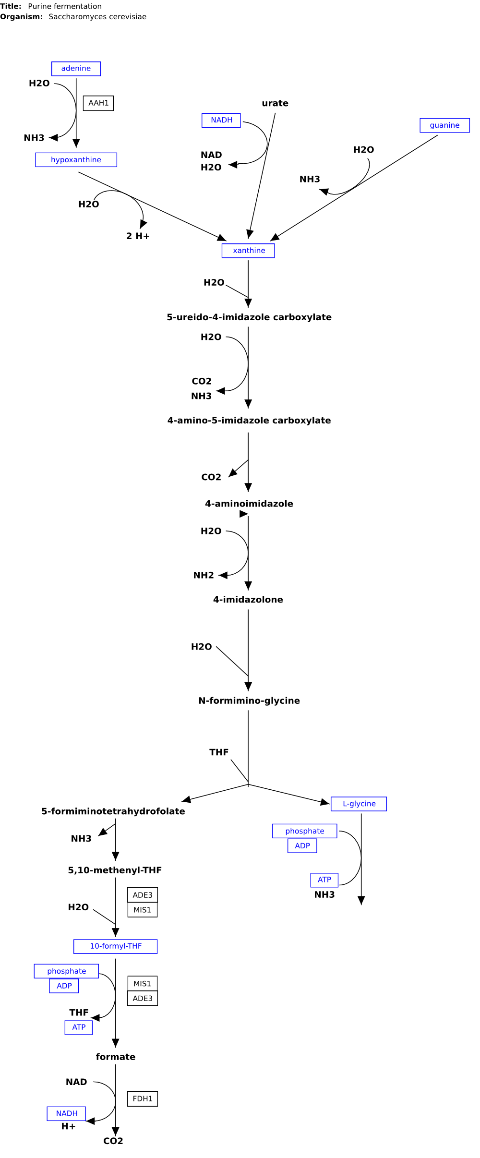 Title: Purine fermentation
Organism: Saccharomyces cerevisiae
adenine
H2O
AAH1
NH3
hypoxanthine
H2O
2 H+
urate
NADH
NAD
H2O
guanine
H2O
NH3
xanthine
H2O
5-ureido-4-imidazole carboxylate
H2O
CO2
NH3
4-amino-5-imidazole carboxylate
CO2
4-aminoimidazole
H2O
NH2
4-imidazolone
H2O
N-formimino-glycine
THF
5-formiminotetrahydrofolate
L-glycine
phosphate
ADP
ATP
NH3
NH3
5,10-methenyl-THF
ADE3
MIS1
H2O
10-formyl-THF
phosphate
ADP
MIS1
ADE3
THF
ATP
formate
NAD
FDH1
NADH
H+
CO2